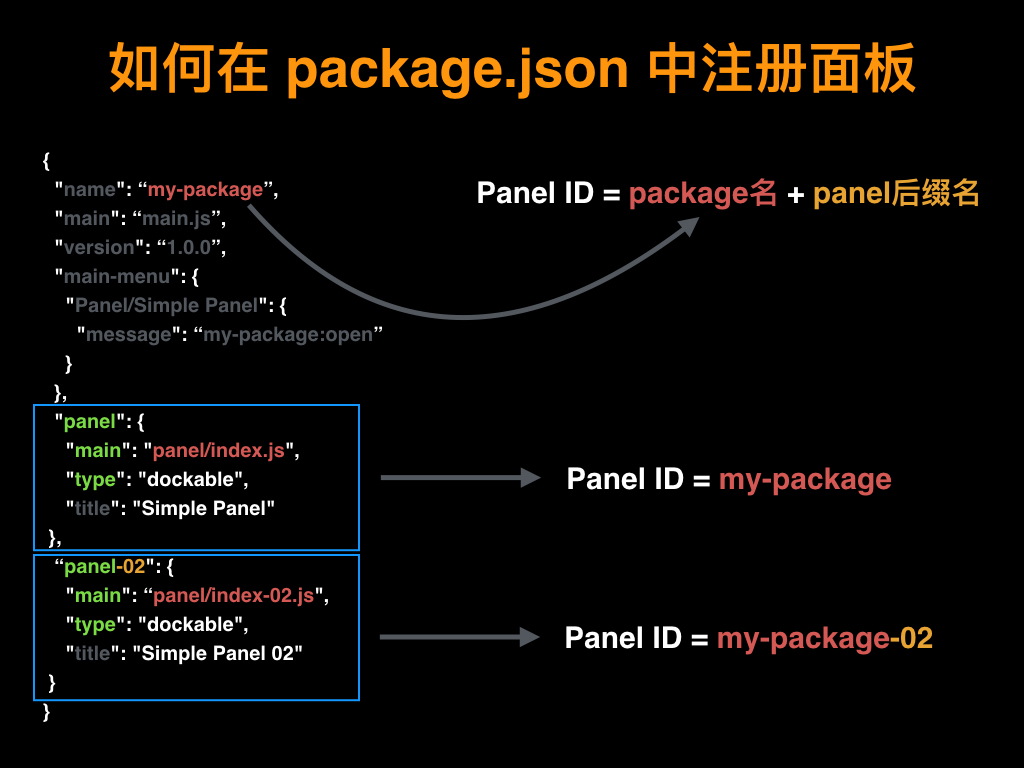 如何在 package.json 中注册面板
{
"name": “my-package”,
"main": “main.js”,
"version": “1.0.0”,
"main-menu": {
"Panel/Simple Panel": {
"message": “my-package:open”
}
},
"panel": {
"main": "panel/index.js",
"type": "dockable",
"title": "Simple Panel"
},
“panel-02": {
"main": “panel/index-02.js",
"type": "dockable",
"title": "Simple Panel 02"
}
}
Panel ID = package名 + panel后缀名
Panel ID = my-package
Panel ID = my-package-02